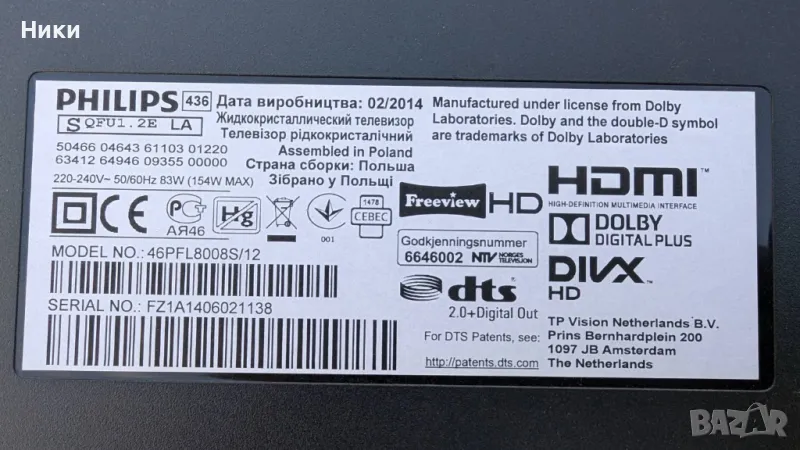 Ники
PHILIPS 436
S QFU1.2E LA
50466 04643 61103 01220
63412 64946 09355 00000
220-240V~ 50/60Hz 83W (154W MAX)
Дата виробництва: 02/2014
Жидкокристаллический телевизор
Телевізор рідкокристалічний
Assembled in Poland
Страна сборки: Польша
Зібрано у Польщі
Manufactured under license from Dolby
Laboratories. Dolby and the double-D symbol
are trademarks of Dolby Laboratories
CE
АЯ46
Hg
001
1478
CEBEC
MODEL NO.: 46PFL8008S/12
SERIAL NO.: FZ1A1406021138
Freeview HD
Godkjenningsnummer
6646002 NTV NORGES TELEVISJON
dts
2.0+Digital Out
For DTS Patents, see:
http://patents.dts.com
HDMI™
HIGH-DEFINITION MULTIMEDIA INTERFACE
DOLBY
DIGITAL PLUS
DIVX
HD
TP Vision Netherlands B.V.
Prins Bernhardplein 200
1097 JB Amsterdam
The Netherlands
BAZAR